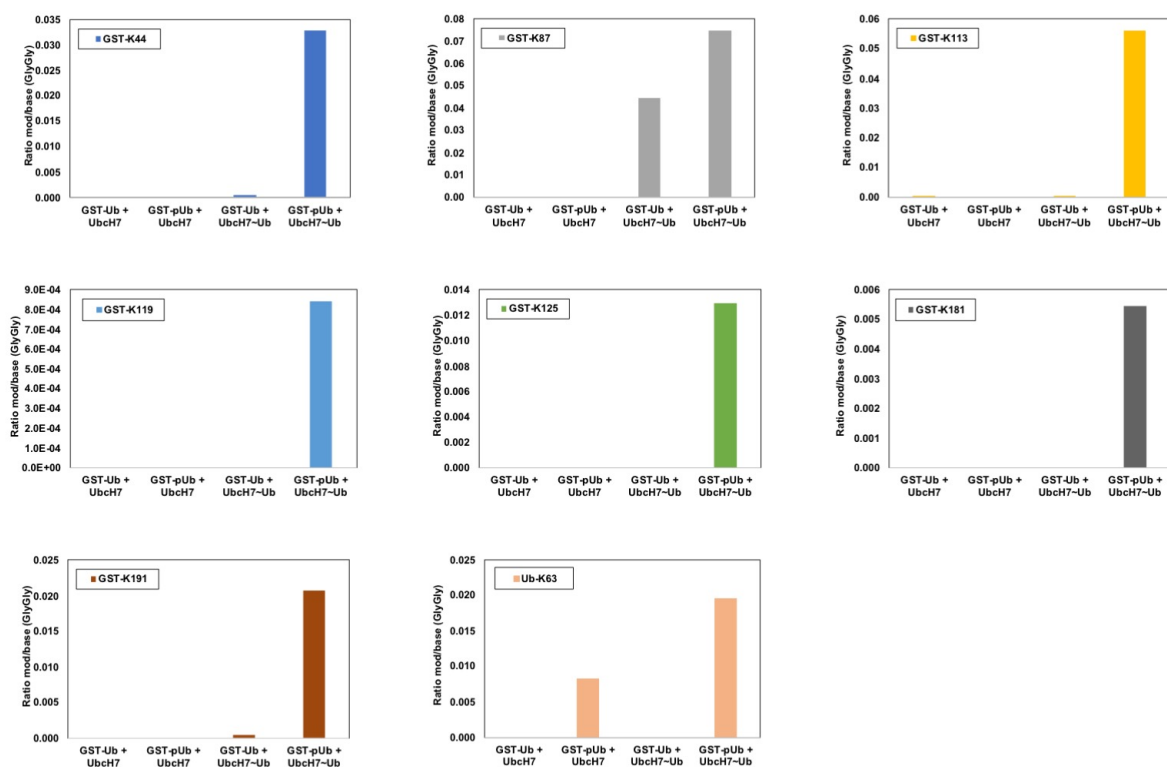 GST-K44
Ratio mod/base (GlyGly)
0.035
0.030
0.025
0.020
0.015
0.010
0.005
0.000
GST-Ub + GST-pUb + GST-Ub + GST-pUb +
UbcH7 UbcH7 UbcH7~Ub UbcH7~Ub
GST-K87
Ratio mod/base (GlyGly)
0.08
0.07
0.06
0.05
0.04
0.03
0.02
0.01
0.00
GST-Ub + GST-pUb + GST-Ub + GST-pUb +
UbcH7 UbcH7 UbcH7~Ub UbcH7~Ub
GST-K113
Ratio mod/base (GlyGly)
0.06
0.05
0.04
0.03
0.02
0.01
0.00
GST-Ub + GST-pUb + GST-Ub + GST-pUb +
UbcH7 UbcH7 UbcH7~Ub UbcH7~Ub
GST-K119
Ratio mod/base (GlyGly)
9.0E-04
8.0E-04
7.0E-04
6.0E-04
5.0E-04
4.0E-04
3.0E-04
2.0E-04
1.0E-04
0.0E+00
GST-Ub + GST-pUb + GST-Ub + GST-pUb +
UbcH7 UbcH7 UbcH7~Ub UbcH7~Ub
GST-K125
Ratio mod/base (GlyGly)
0.014
0.012
0.010
0.008
0.006
0.004
0.002
0.000
GST-Ub + GST-pUb + GST-Ub + GST-pUb +
UbcH7 UbcH7 UbcH7~Ub UbcH7~Ub
GST-K181
Ratio mod/base (GlyGly)
0.006
0.005
0.004
0.003
0.002
0.001
0.000
GST-Ub + GST-pUb + GST-Ub + GST-pUb +
UbcH7 UbcH7 UbcH7~Ub UbcH7~Ub
GST-K191
Ratio mod/base (GlyGly)
0.025
0.020
0.015
0.010
0.005
0.000
GST-Ub + GST-pUb + GST-Ub + GST-pUb +
UbcH7 UbcH7 UbcH7~Ub UbcH7~Ub
Ub-K63
Ratio mod/base (GlyGly)
0.025
0.020
0.015
0.010
0.005
0.000
GST-Ub + GST-pUb + GST-Ub + GST-pUb +
UbcH7 UbcH7 UbcH7~Ub UbcH7~Ub